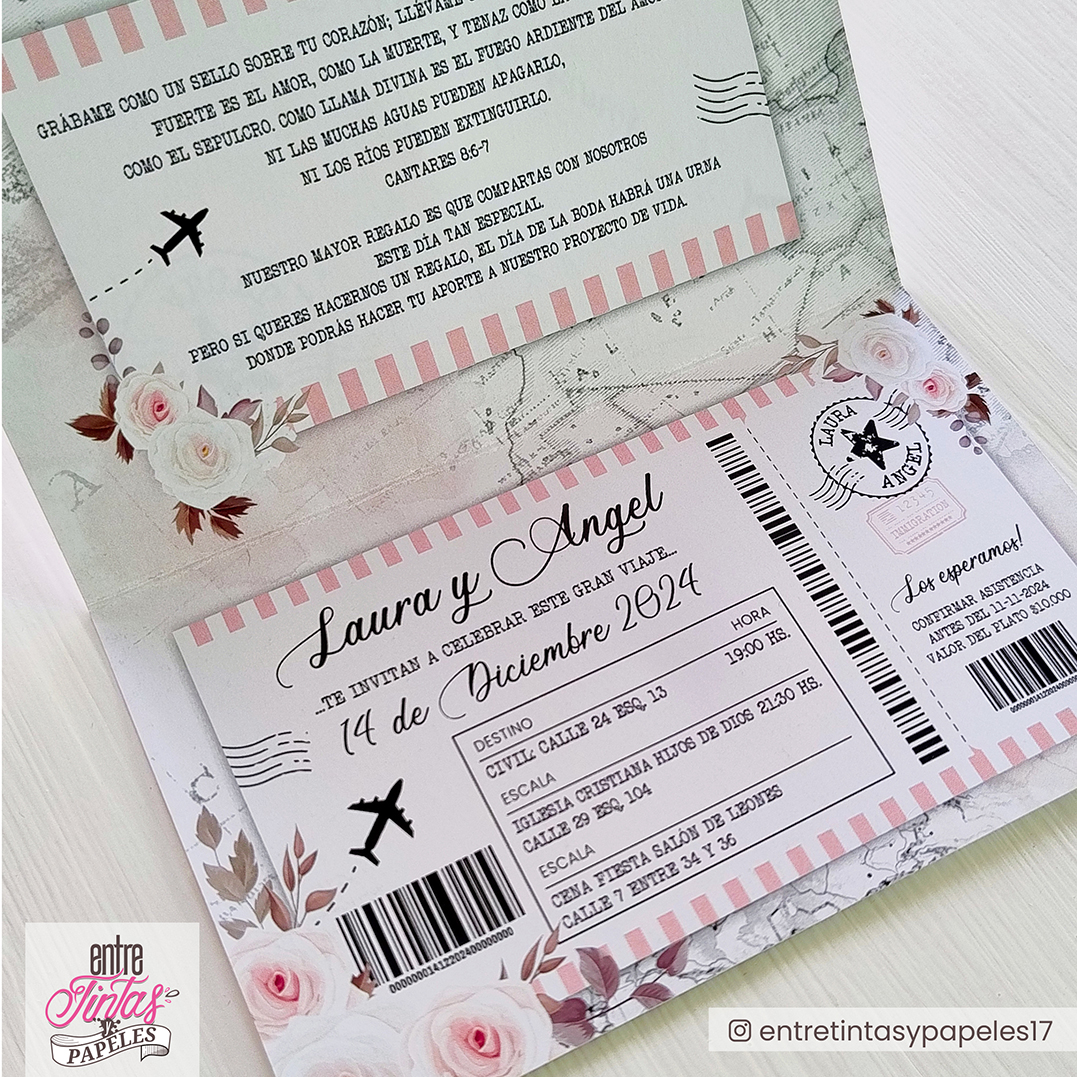 GRÁBAME COMO UN SELLO SOBRE TU CORAZÓN; LLÉVAME
FUERTE ES EL AMOR, COMO LA MUERTE, Y TENAZ COMO
COMO EL SEPULCRO. COMO LLAMA DIVINA ES EL FUEGO ARDIENTE DEL
NI LAS MUCHAS AGUAS PUEDEN APAGARLO,
NI LOS RÍOS PUEDEN EXTINGUIRLO.
CANTARES 8:6-7
NUESTRO MAYOR REGALO ES QUE COMPARTAS CON NOSOTROS
ESTE DÍA TAN ESPECIAL.
PERO SI QUERES HACERNOS UN REGALO, EL DÍA DE LA BODA HABRÁ UNA URNA
DONDE PODRÁS HACER TU APORTE A NUESTRO PROYECTO DE VIDA.
Laura y Angel
...TE INVITAN A CELEBRAR ESTE GRAN VIAJE...
14 de Diciembre 2024
DESTINO HORA
CIVIL: CALLE 24 ESQ. 13 19:00 HS.
ESCALA
IGLESIA CRISTIANA HIJOS DE DIOS 21:30 HS.
CALLE 29 ESQ. 104
ESCALA
CENA FIESTA SALÓN DE LEONES
CALLE 7 ENTRE 34 Y 36
LAURA
ANGEL
12345
IMMIGRATION
Los esperamos!
CONFIRMAR ASISTENCIA
ANTES DEL 11-11-2024
VALOR DEL PLATO $10.000
entre
Tintas
y
PAPELES
entretintasypapeles17